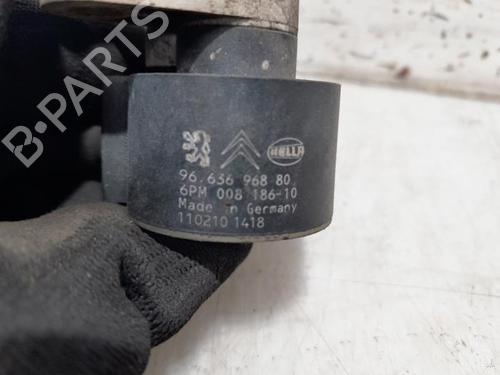 B-PARTS
HELLA
96.636 968 80
6PM 008 186-10
Made in Germany
110210 1418